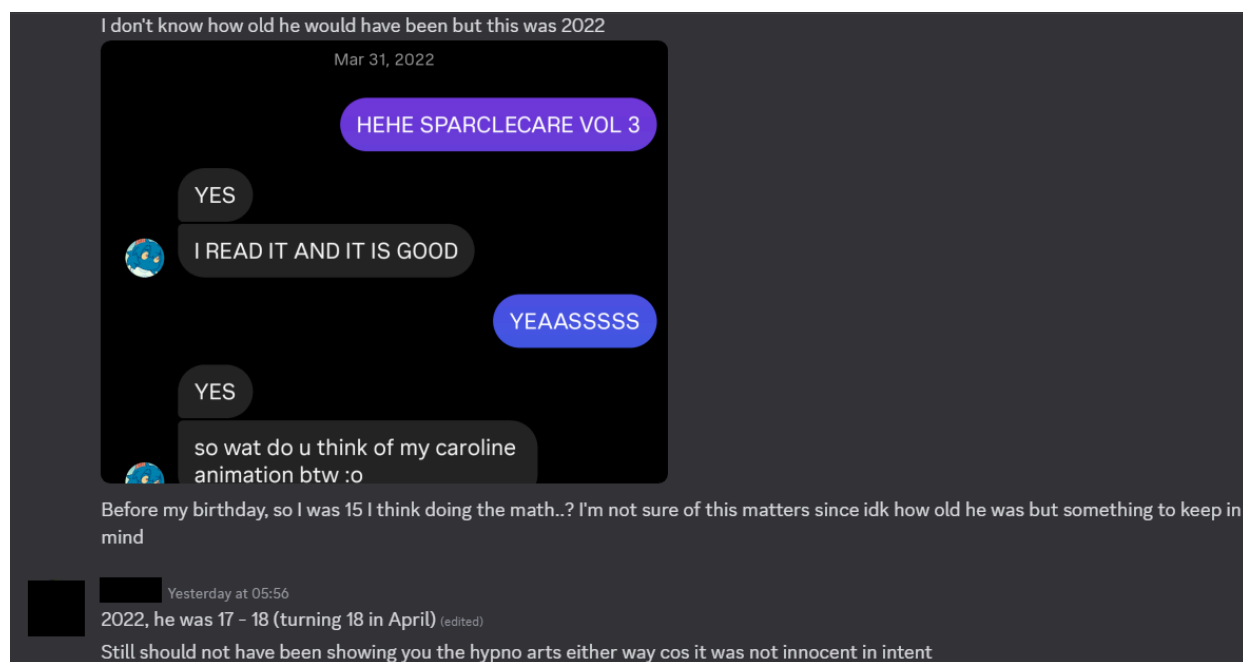 I don't know how old he would have been but this was 2022
Mar 31, 2022
HEHE SPARCLECARE VOL 3
YES
I READ IT AND IT IS GOOD
YEAASSSSS
YES
so wat do u think of my caroline
animation btw :o
Before my birthday, so I was 15 I think doing the math..? I'm not sure of this matters since idk how old he was but something to keep in
mind
Yesterday at 05:56
2022, he was 17 - 18 (turning 18 in April) (edited)
Still should not have been showing you the hypno arts either way cos it was not innocent in intent